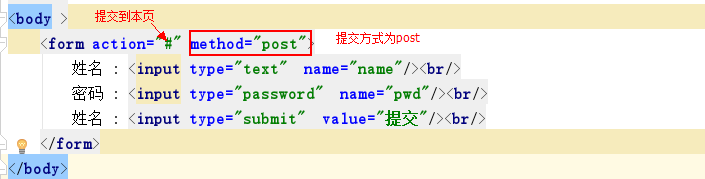 <body >
提交到本页
<form action="#" method="post">
提交方式为post
姓名 : <input type="text"  name="name"/><br/>
密码 : <input type="password"  name="pwd"/><br/>
姓名 : <input type="submit"  value="提交"/><br/>
</form>
</body>